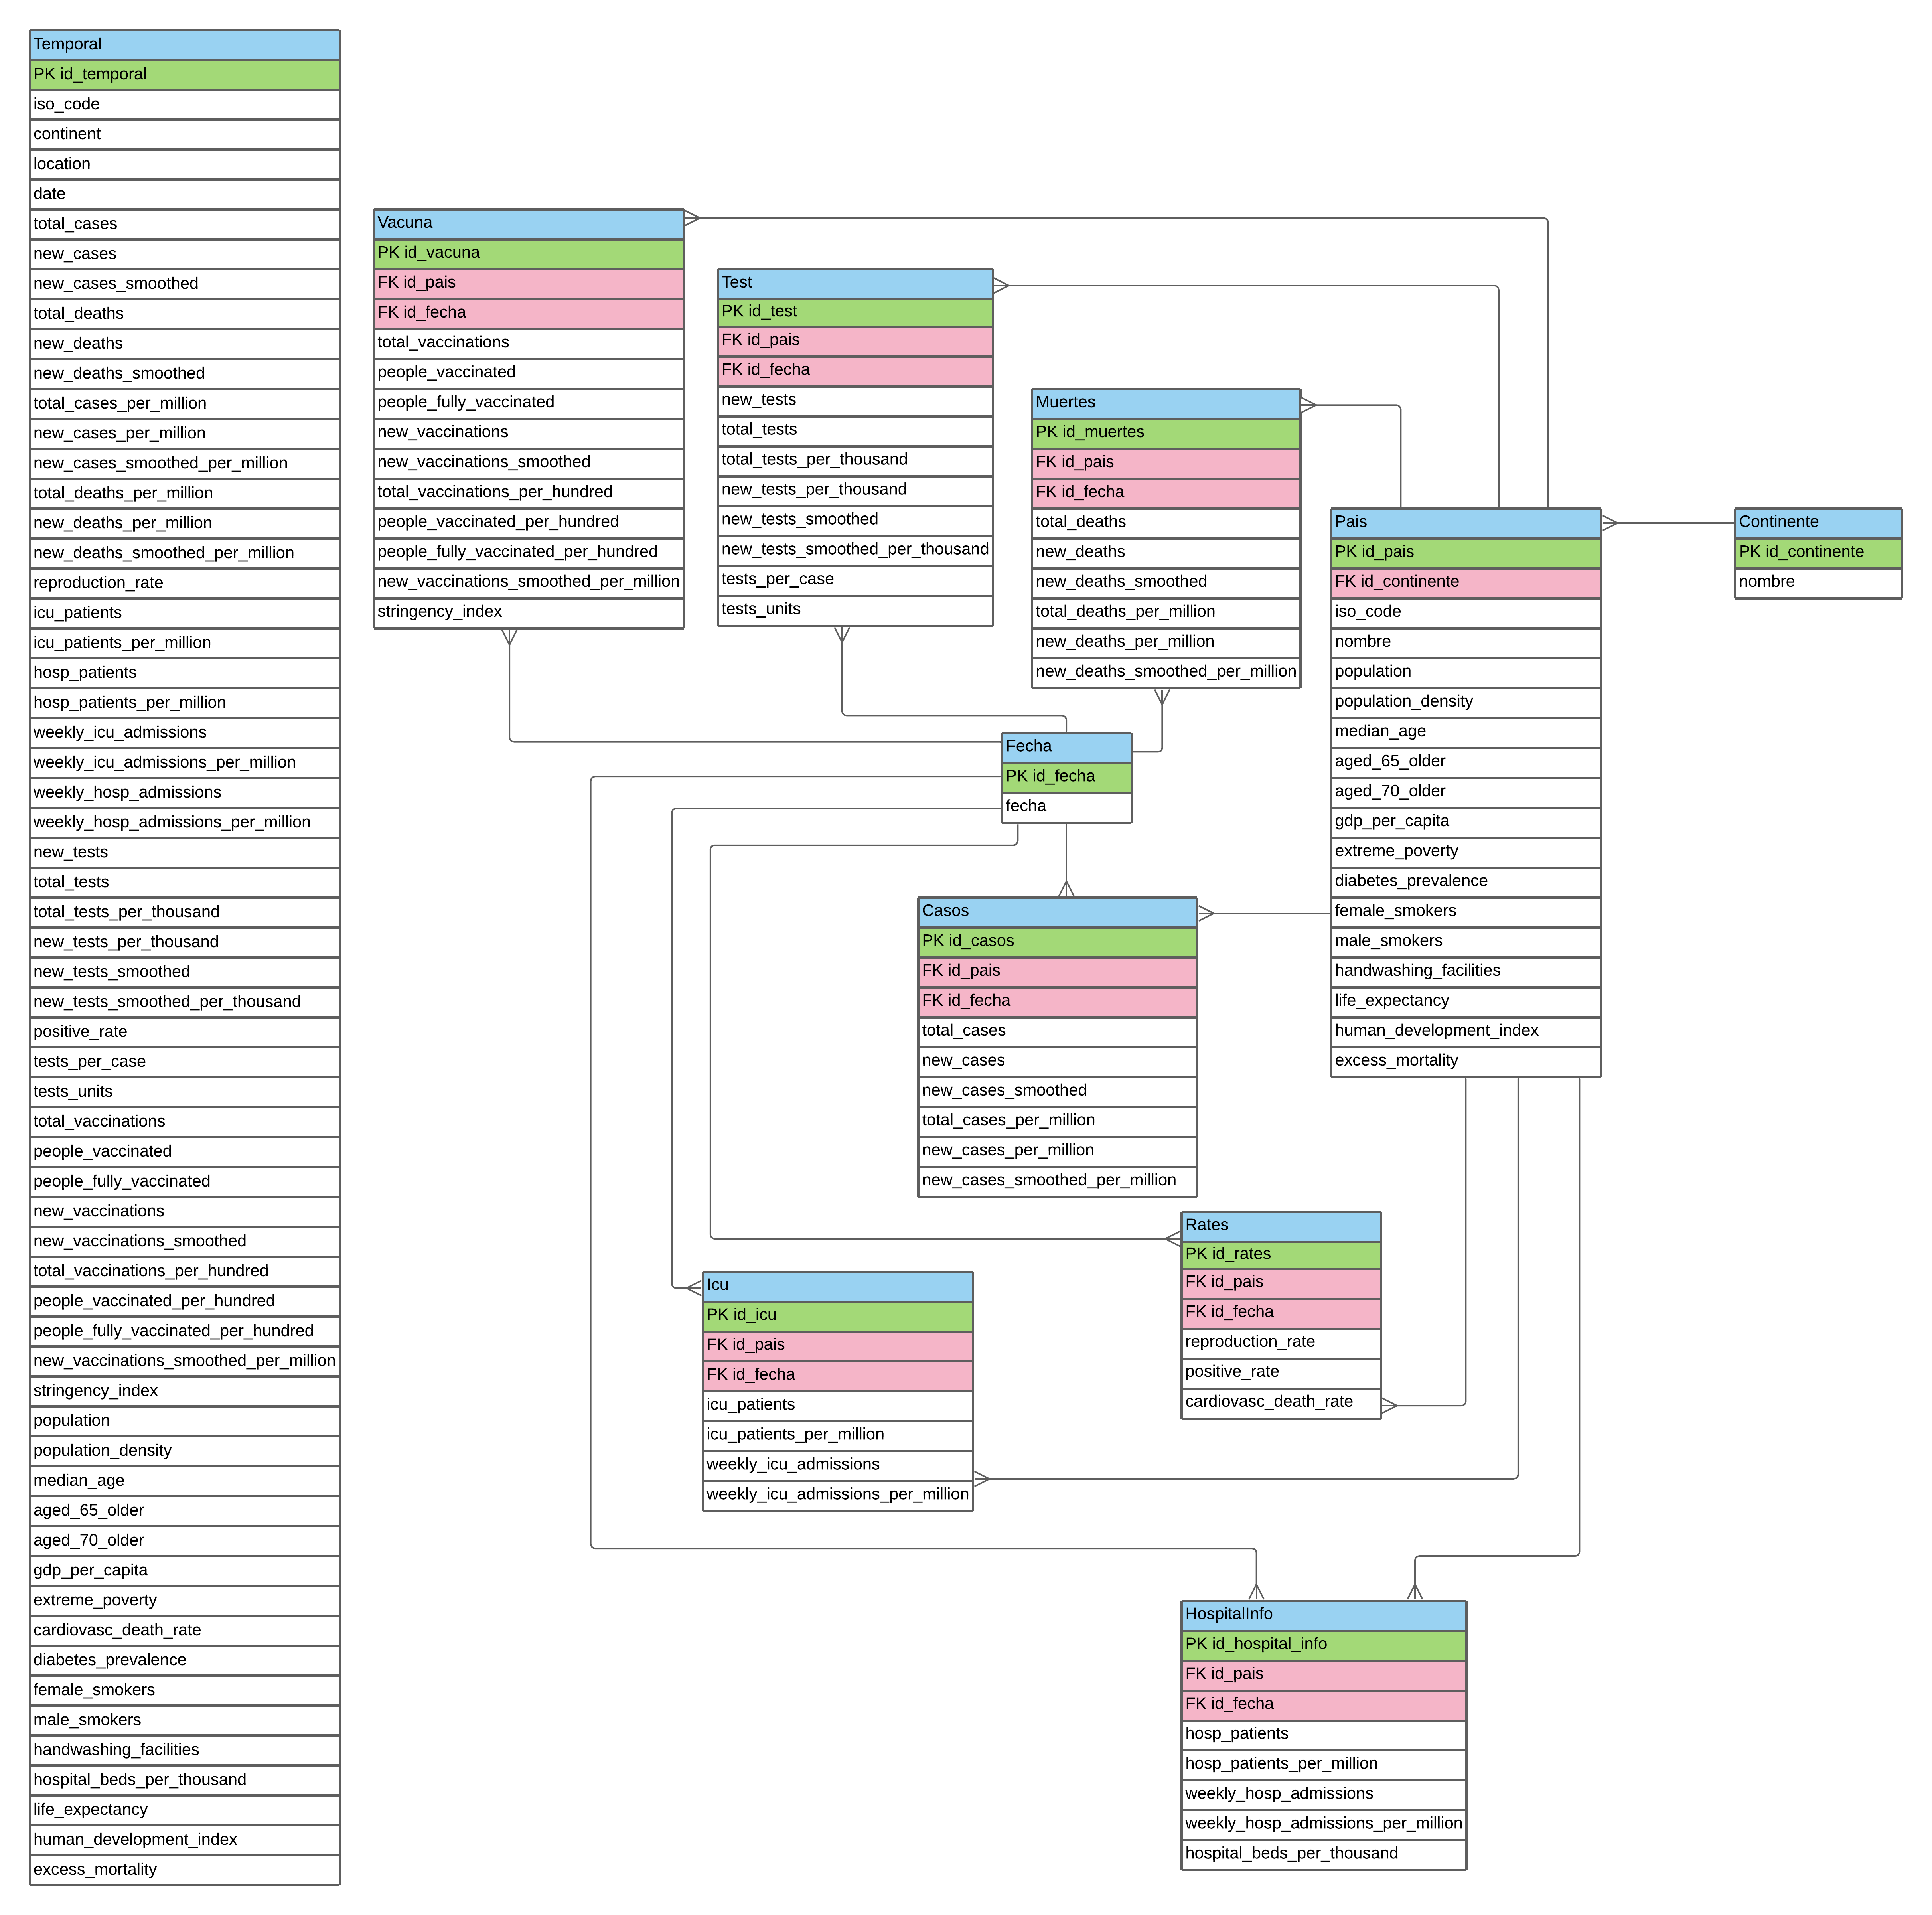 Temporal
PK id_temporal
iso_code
continent
location
date
total_cases
new_cases
new_cases_smoothed
total_deaths
new_deaths
new_deaths_smoothed
total_cases_per_million
new_cases_per_million
new_cases_smoothed_per_million
total_deaths_per_million
new_deaths_per_million
new_deaths_smoothed_per_million
reproduction_rate
icu_patients
icu_patients_per_million
hosp_patients
hosp_patients_per_million
weekly_icu_admissions
weekly_icu_admissions_per_million
weekly_hosp_admissions
weekly_hosp_admissions_per_million
new_tests
total_tests
total_tests_per_thousand
new_tests_per_thousand
new_tests_smoothed
new_tests_smoothed_per_thousand
positive_rate
tests_per_case
tests_units
total_vaccinations
people_vaccinated
people_fully_vaccinated
new_vaccinations
new_vaccinations_smoothed
total_vaccinations_per_hundred
people_vaccinated_per_hundred
people_fully_vaccinated_per_hundred
new_vaccinations_smoothed_per_million
stringency_index
population
population_density
median_age
aged_65_older
aged_70_older
gdp_per_capita
extreme_poverty
cardiovasc_death_rate
diabetes_prevalence
female_smokers
male_smokers
handwashing_facilities
hospital_beds_per_thousand
life_expectancy
human_development_index
excess_mortality
Vacuna
PK id_vacuna
FK id_pais
FK id_fecha
total_vaccinations
people_vaccinated
people_fully_vaccinated
new_vaccinations
new_vaccinations_smoothed
total_vaccinations_per_hundred
people_vaccinated_per_hundred
people_fully_vaccinated_per_hundred
new_vaccinations_smoothed_per_million
stringency_index
Test
PK id_test
FK id_pais
FK id_fecha
new_tests
total_tests
total_tests_per_thousand
new_tests_per_thousand
new_tests_smoothed
new_tests_smoothed_per_thousand
tests_per_case
tests_units
Muertes
PK id_muertes
FK id_pais
FK id_fecha
total_deaths
new_deaths
new_deaths_smoothed
total_deaths_per_million
new_deaths_per_million
new_deaths_smoothed_per_million
Pais
PK id_pais
FK id_continente
iso_code
nombre
population
population_density
median_age
aged_65_older
aged_70_older
gdp_per_capita
extreme_poverty
diabetes_prevalence
female_smokers
male_smokers
handwashing_facilities
life_expectancy
human_development_index
excess_mortality
Continente
PK id_continente
nombre
Fecha
PK id_fecha
fecha
Casos
PK id_casos
FK id_pais
FK id_fecha
total_cases
new_cases
new_cases_smoothed
total_cases_per_million
new_cases_per_million
new_cases_smoothed_per_million
Rates
PK id_rates
FK id_pais
FK id_fecha
reproduction_rate
positive_rate
cardiovasc_death_rate
Icu
PK id_icu
FK id_pais
FK id_fecha
icu_patients
icu_patients_per_million
weekly_icu_admissions
weekly_icu_admissions_per_million
HospitalInfo
PK id_hospital_info
FK id_pais
FK id_fecha
hosp_patients
hosp_patients_per_million
weekly_hosp_admissions
weekly_hosp_admissions_per_million
hospital_beds_per_thousand